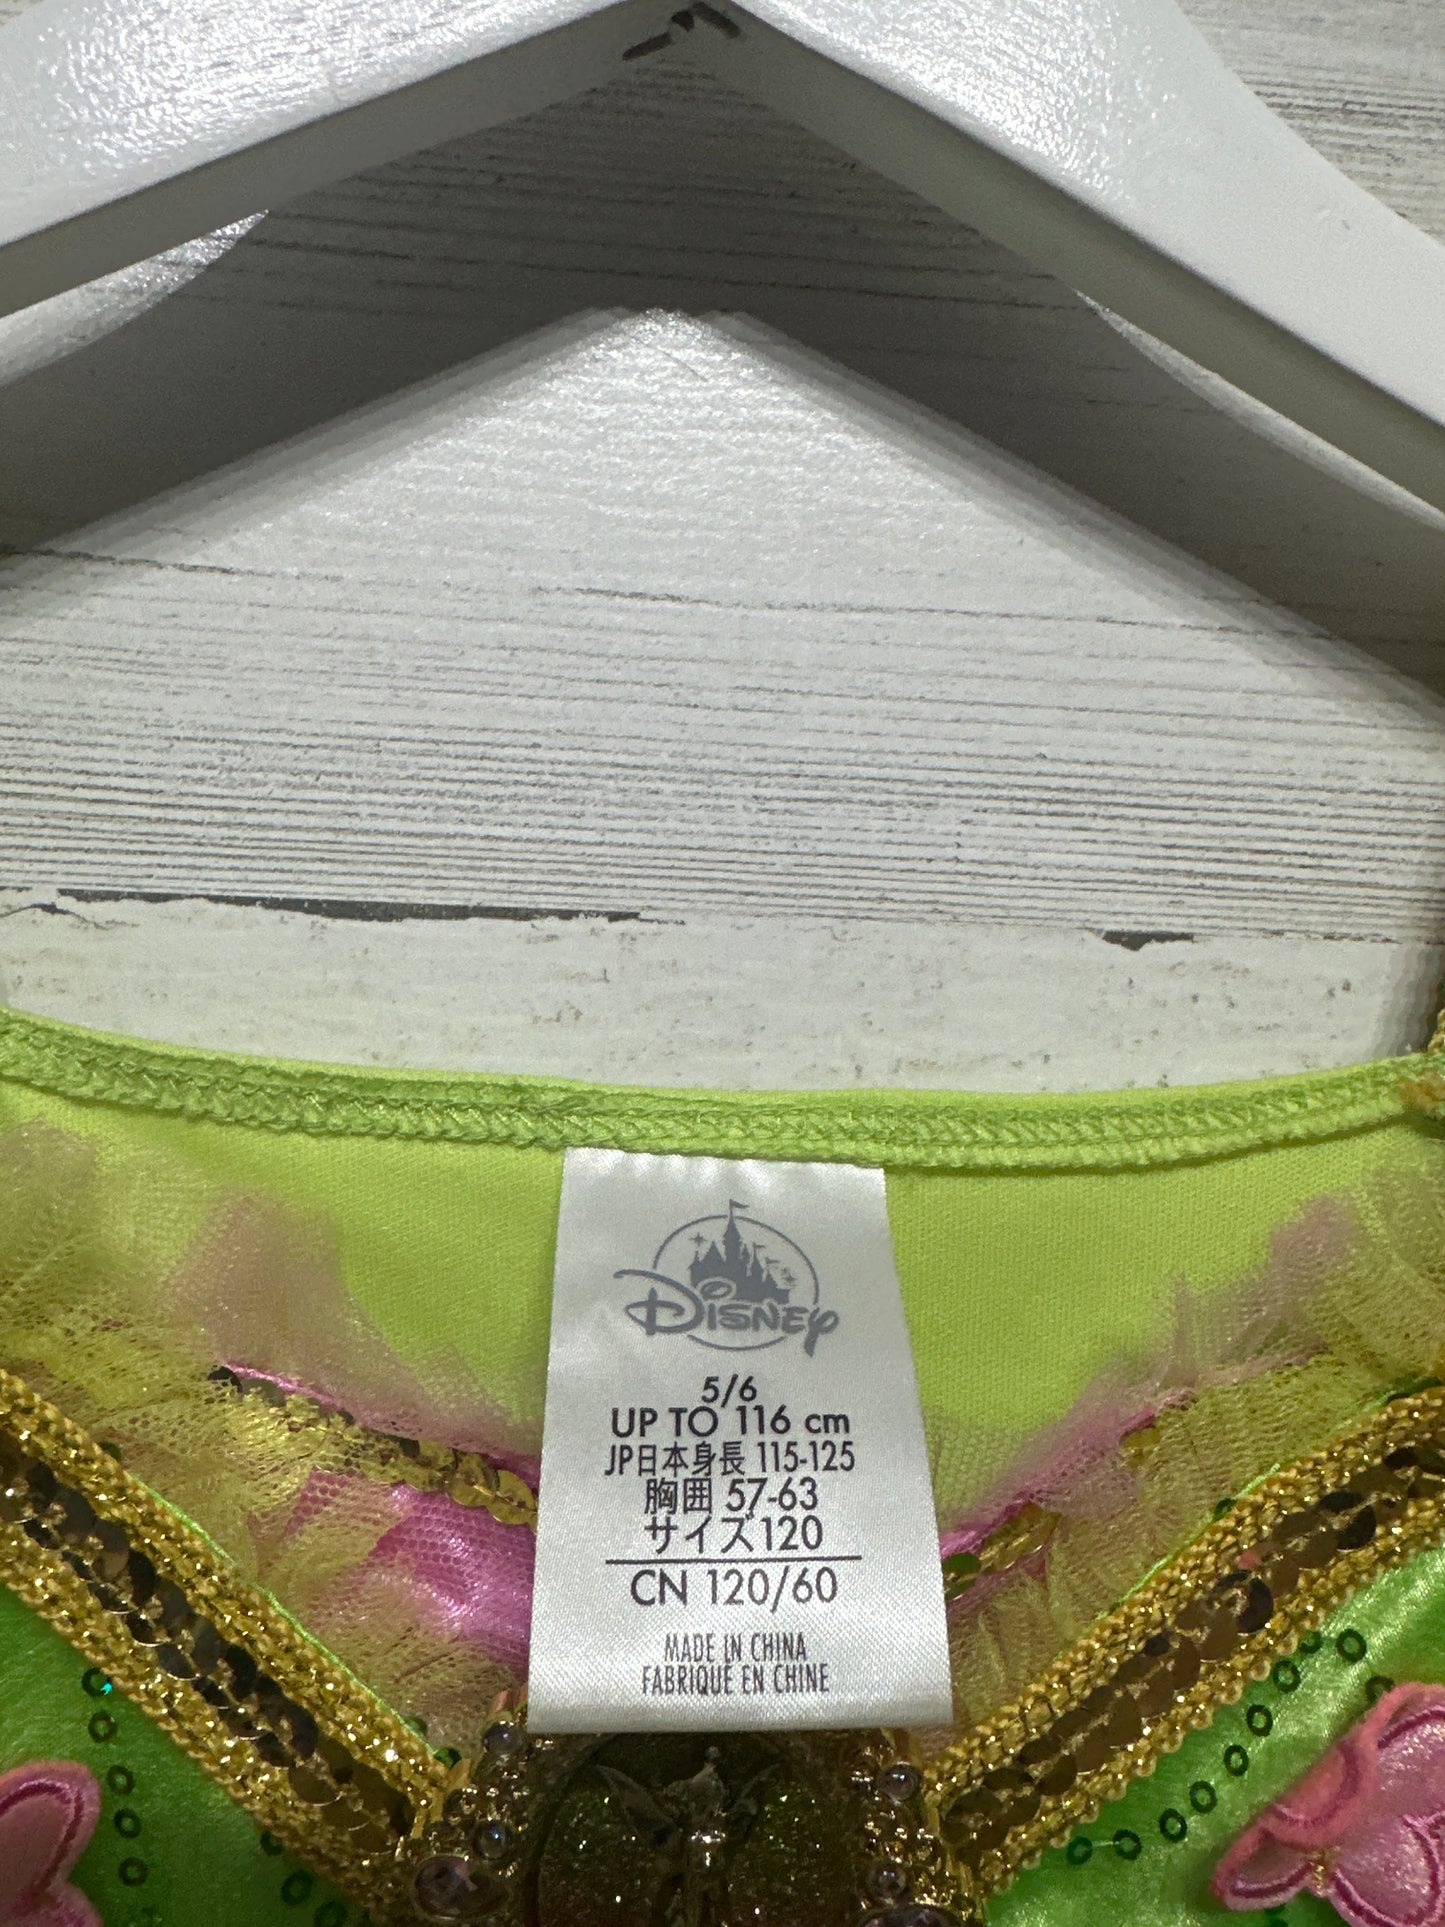 Disney
5/6
UP TO 116 cm
JP日本身長 115-125
胸囲 57-63
サイズ120
CN 120/60
MADE IN CHINA
FABRIQUE EN CHINE